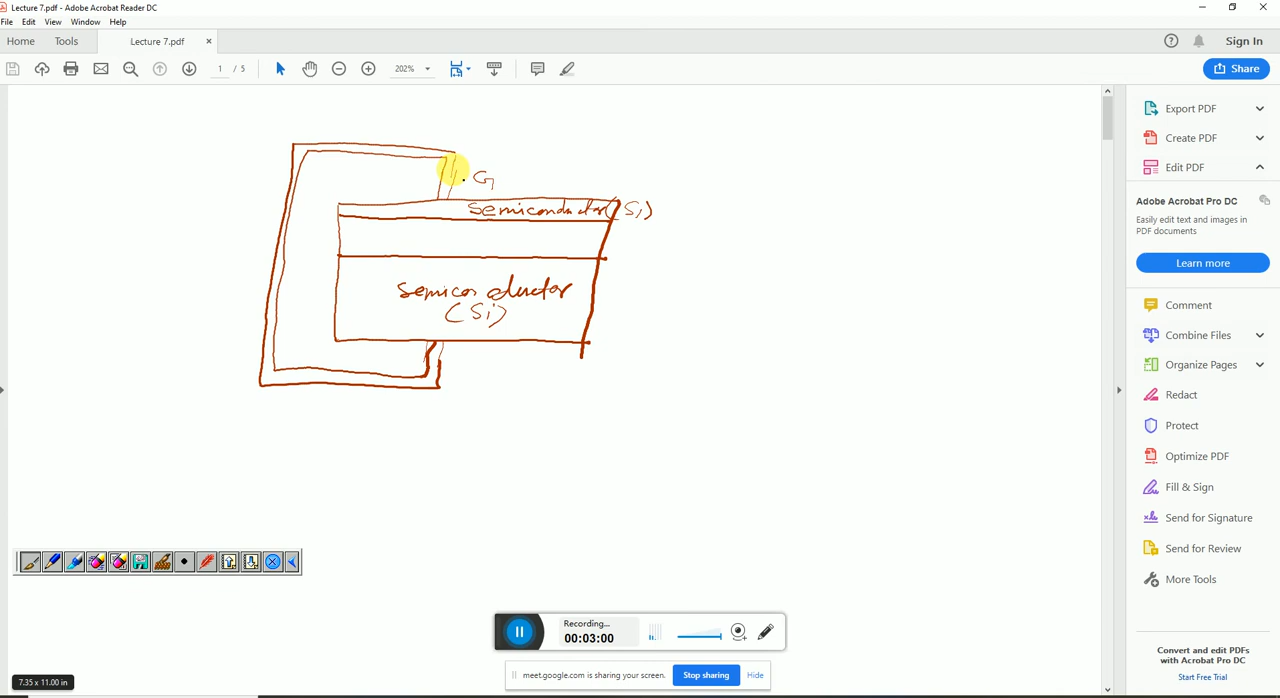 Lecture 7.pdf - Adobe Acrobat Reader DC
File Edit View Window Help
Home Tools Lecture 7.pdf × Sign In
1 / 5 202% Share
G
semiconductor(Si)
semiconductor
(Si)
Export PDF
Create PDF
Edit PDF
Adobe Acrobat Pro DC
Easily edit text and images in
PDF documents
Learn more
Comment
Combine Files
Organize Pages
Redact
Protect
Optimize PDF
Fill & Sign
Send for Signature
Send for Review
More Tools
Convert and edit PDFs
with Acrobat Pro DC
Start Free Trial
Recording...
00:03:00
meet.google.com is sharing your screen. Stop sharing Hide
7.35 x 11.00 in